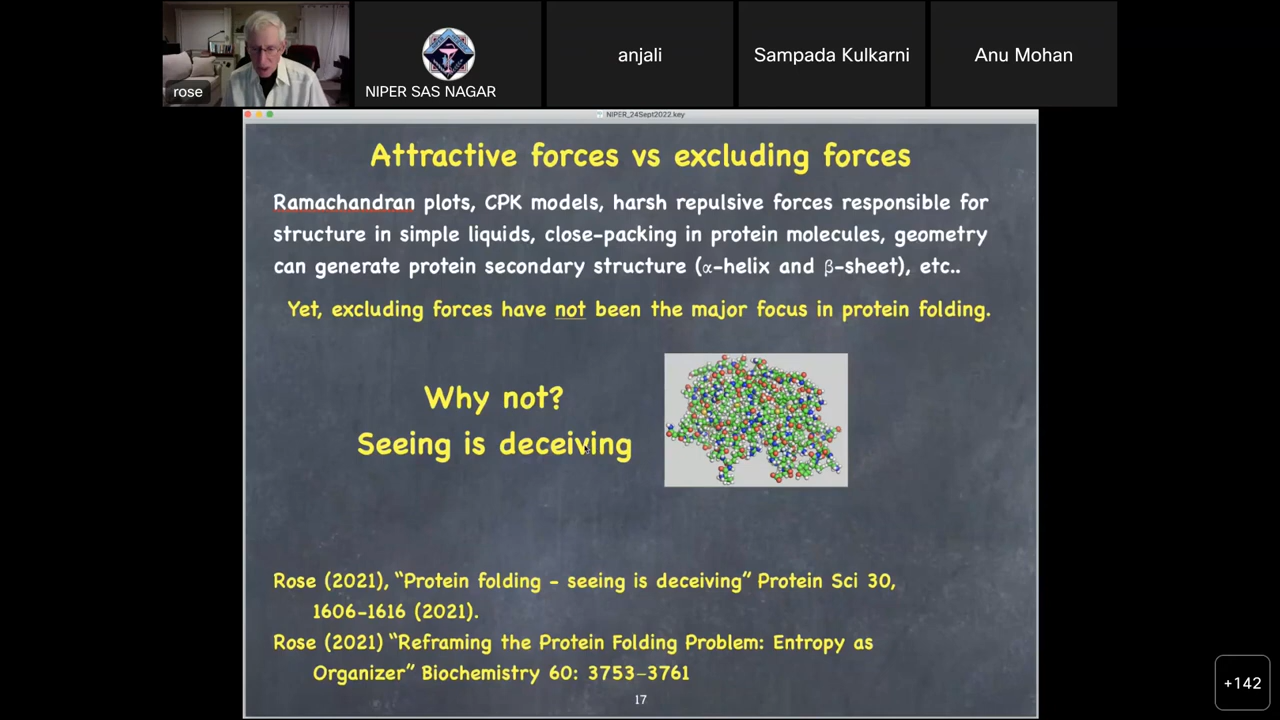 rose
NIPER SAS NAGAR
anjali
Sampada Kulkarni
Anu Mohan
NIPER_24Sept2022.key
Attractive forces vs excluding forces
Ramachandran plots, CPK models, harsh repulsive forces responsible for
structure in simple liquids, close-packing in protein molecules, geometry
can generate protein secondary structure (α-helix and β-sheet), etc..
Yet, excluding forces have not been the major focus in protein folding.
Why not?
Seeing is deceiving
Rose (2021), “Protein folding - seeing is deceiving” Protein Sci 30,
1606-1616 (2021).
Rose (2021) “Reframing the Protein Folding Problem: Entropy as
Organizer” Biochemistry 60: 3753–3761
17
+142